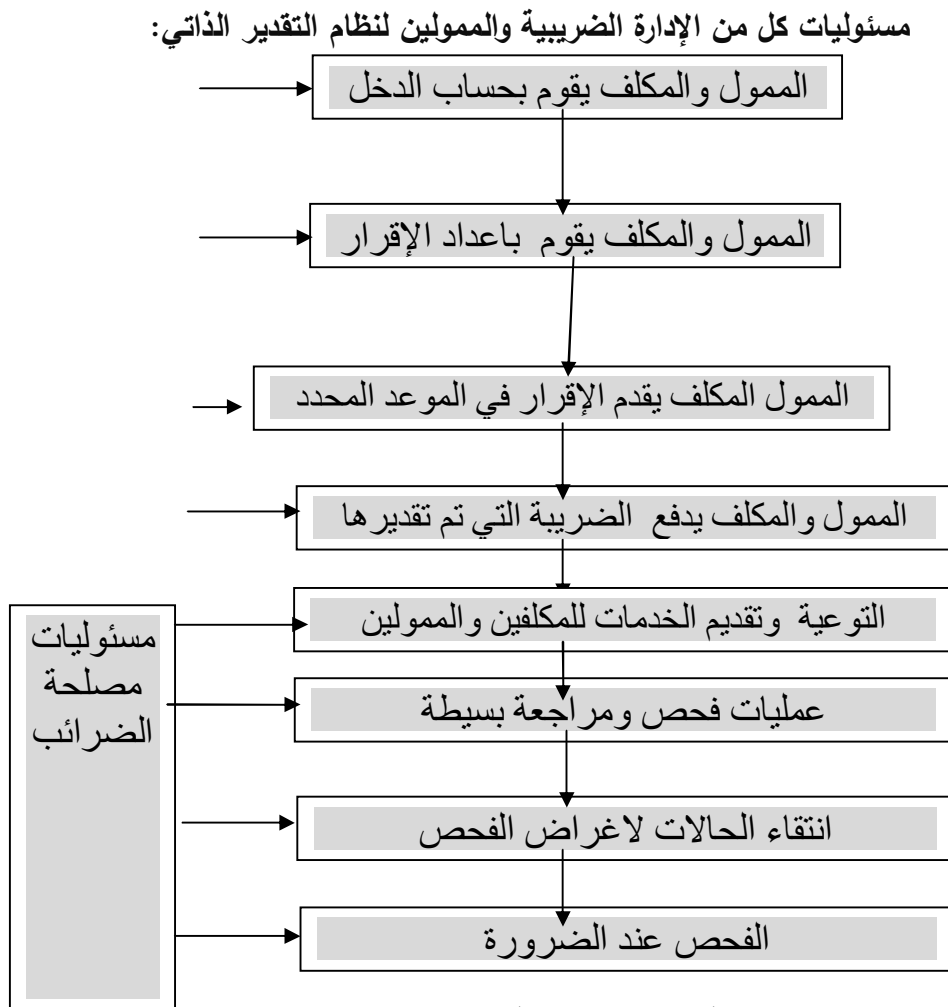 مسئوليات كل من الإدارة الضريبية والممولين لنظام التقدير الذاتي:
الممول والمكلف يقوم بحساب الدخل
الممول والمكلف يقوم باعداد الإقرار
الممول المكلف يقدم الإقرار في الموعد المحدد
الممول والمكلف يدفع الضريبة التي تم تقديرها
التوعية وتقديم الخدمات للمكلفين والممولين
عمليات فحص ومراجعة بسيطة
انتقاء الحالات لاغراض الفحص
الفحص عند الضرورة
مسئوليات
مصلحة
الضرائب